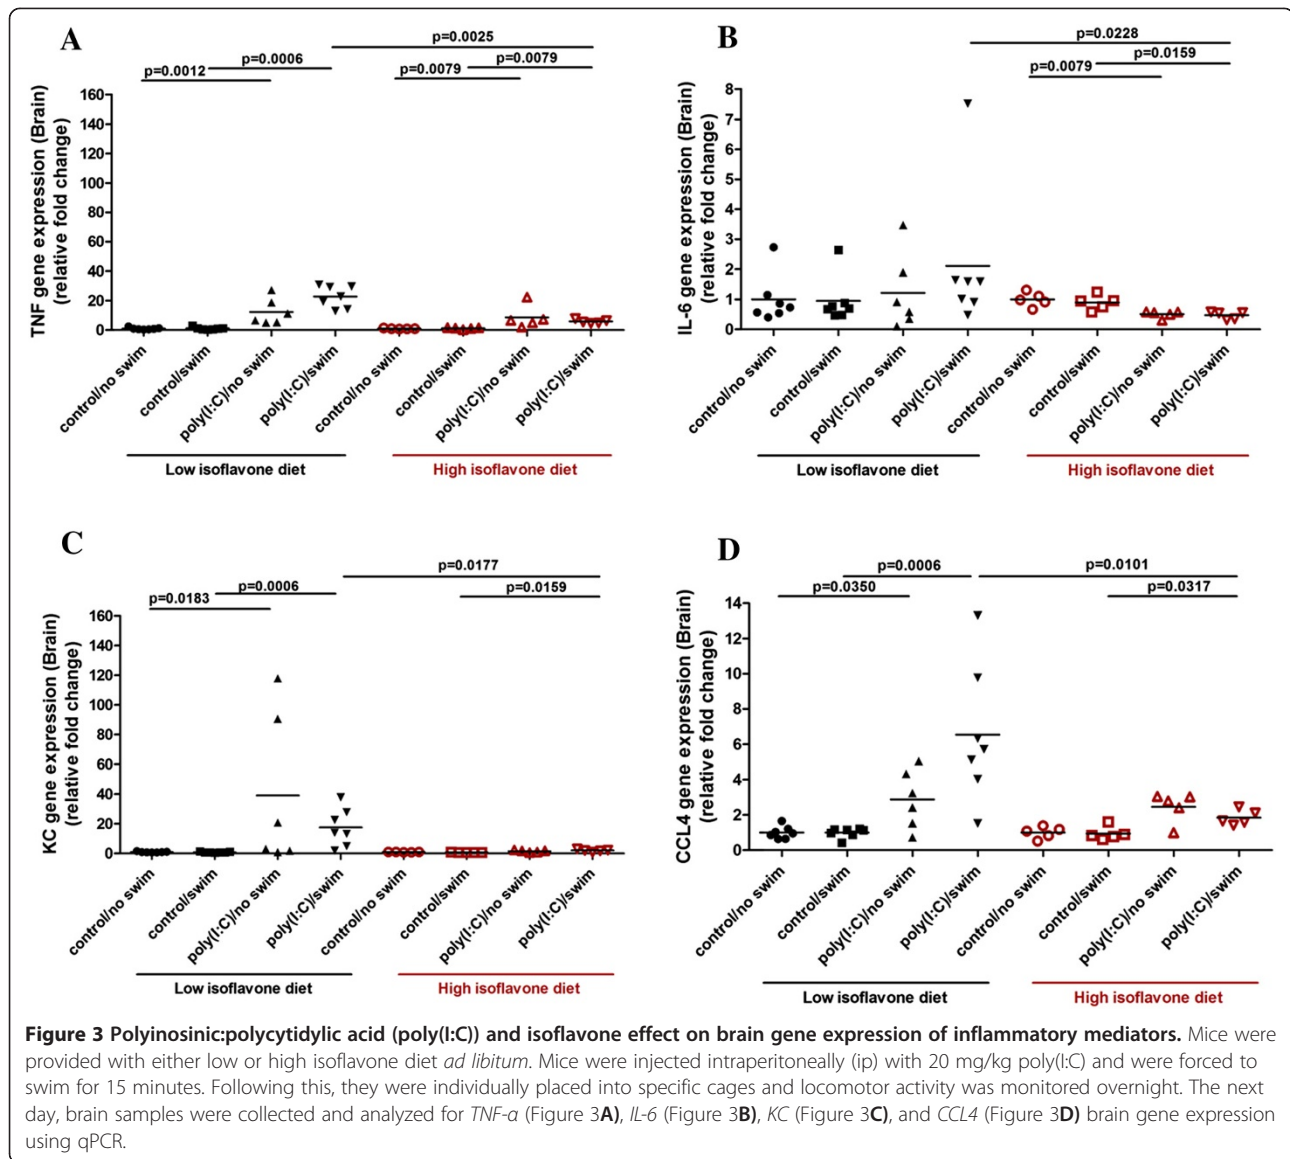 A
p=0.0025
p=0.0006
p=0.0079
p=0.0012
p=0.0079
TNF gene expression (Brain)
(relative fold change)
160
140
120
100
80
60
40
20
0
control/no swim
control/swim
poly(I:C)/no swim
poly(I:C)/swim
control/no swim
control/swim
poly(I:C)/no swim
poly(I:C)/swim
Low isoflavone diet
High isoflavone diet
B
p=0.0228
p=0.0159
p=0.0079
IL-6 gene expression (Brain)
(relative fold change)
8
7
6
5
4
3
2
1
0
control/no swim
control/swim
poly(I:C)/no swim
poly(I:C)/swim
control/no swim
control/swim
poly(I:C)/no swim
poly(I:C)/swim
Low isoflavone diet
High isoflavone diet
C
p=0.0177
p=0.0006
p=0.0159
p=0.0183
KC gene expression (Brain)
(relative fold change)
160
140
120
100
80
60
40
20
0
control/no swim
control/swim
poly(I:C)/no swim
poly(I:C)/swim
control/no swim
control/swim
poly(I:C)/no swim
poly(I:C)/swim
Low isoflavone diet
High isoflavone diet
D
p=0.0006
p=0.0101
p=0.0350
p=0.0317
CCL4 gene expression (Brain)
(relative fold change)
14
12
10
8
6
4
2
0
control/no swim
control/swim
poly(I:C)/no swim
poly(I:C)/swim
control/no swim
control/swim
poly(I:C)/no swim
poly(I:C)/swim
Low isoflavone diet
High isoflavone diet
Figure 3 Polyinosinic:polycytidylic acid (poly(I:C)) and isoflavone effect on brain gene expression of inflammatory mediators. Mice were
provided with either low or high isoflavone diet ad libitum. Mice were injected intraperitoneally (ip) with 20 mg/kg poly(I:C) and were forced to
swim for 15 minutes. Following this, they were individually placed into specific cages and locomotor activity was monitored overnight. The next
day, brain samples were collected and analyzed for TNF-α (Figure 3A), IL-6 (Figure 3B), KC (Figure 3C), and CCL4 (Figure 3D) brain gene expression
using qPCR.